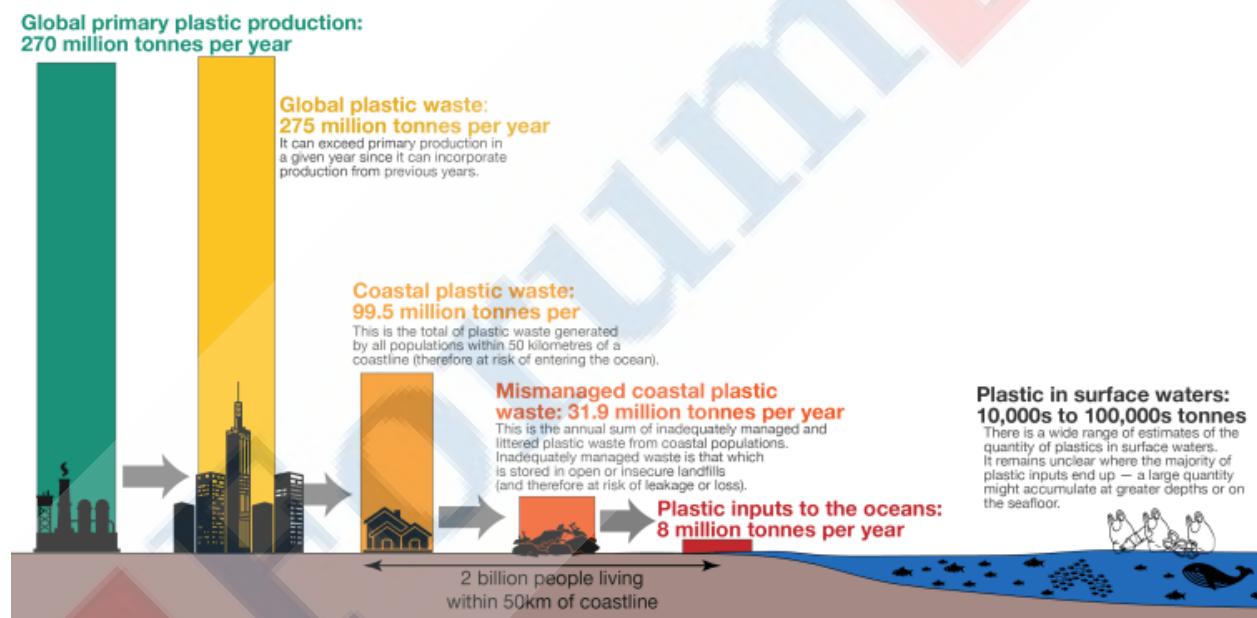 Global primary plastic production:
270 million tonnes per year
Global plastic waste:
275 million tonnes per year
It can exceed primary production in
a given year since it can incorporate
production from previous years.
Coastal plastic waste:
99.5 million tonnes per
This is the total of plastic waste generated
by all populations within 50 kilometres of a
coastline (therefore at risk of entering the ocean).
Mismanaged coastal plastic
waste: 31.9 million tonnes per year
This is the annual sum of inadequately managed and
littered plastic waste from coastal populations.
Inadequately managed waste is that which
is stored in open or insecure landfills
(and therefore at risk of leakage or loss).
Plastic inputs to the oceans:
8 million tonnes per year
Plastic in surface waters:
10,000s to 100,000s tonnes
There is a wide range of estimates of the
quantity of plastics in surface waters.
It remains unclear where the majority of
plastic inputs end up — a large quantity
might accumulate at greater depths or on
the seafloor.
2 billion people living
within 50km of coastline